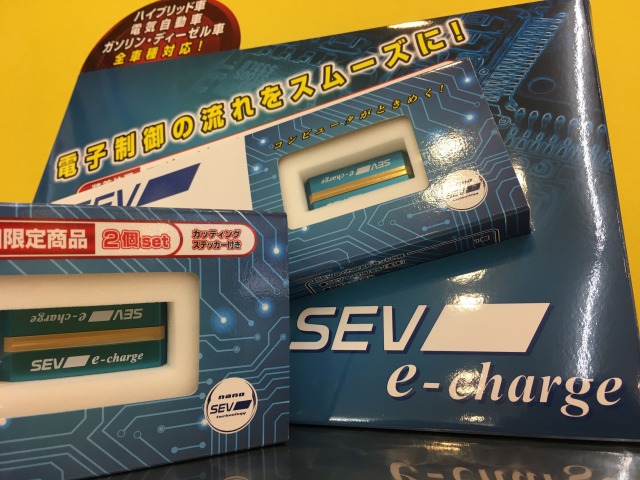 ハイブリッド車
電気自動車
ガソリン・ディーゼル車
全車種対応！
電子制御の流れをスムーズに！
コンピュータがときめく！
SEV
e-charge
限定商品
2個set
カッティング
ステッカー付き
SEV e-charge
SEV e-charge
nano
SEV
technology
SEV
e-charge
e-charge